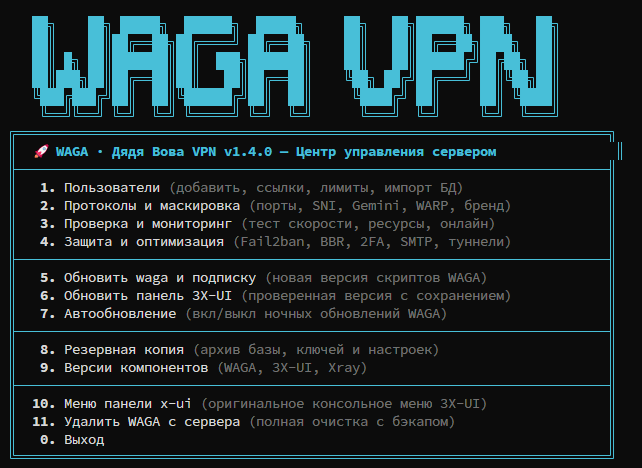 WAGA VPN
🚀 WAGA · Дядя Вова VPN v1.4.0 — Центр управления сервером
1. Пользователи (добавить, ссылки, лимиты, импорт БД)
2. Протоколы и маскировка (порты, SNI, Gemini, WARP, бренд)
3. Проверка и мониторинг (тест скорости, ресурсы, онлайн)
4. Защита и оптимизация (Fail2ban, BBR, 2FA, SMTP, туннели)
5. Обновить waga и подписку (новая версия скриптов WAGA)
6. Обновить панель 3X-UI (проверенная версия с сохранением)
7. Автообновление (вкл/выкл ночных обновлений WAGA)
8. Резервная копия (архив базы, ключей и настроек)
9. Версии компонентов (WAGA, 3X-UI, Xray)
10. Меню панели x-ui (оригинальное консольное меню 3X-UI)
11. Удалить WAGA с сервера (полная очистка с бэкапом)
0. Выход